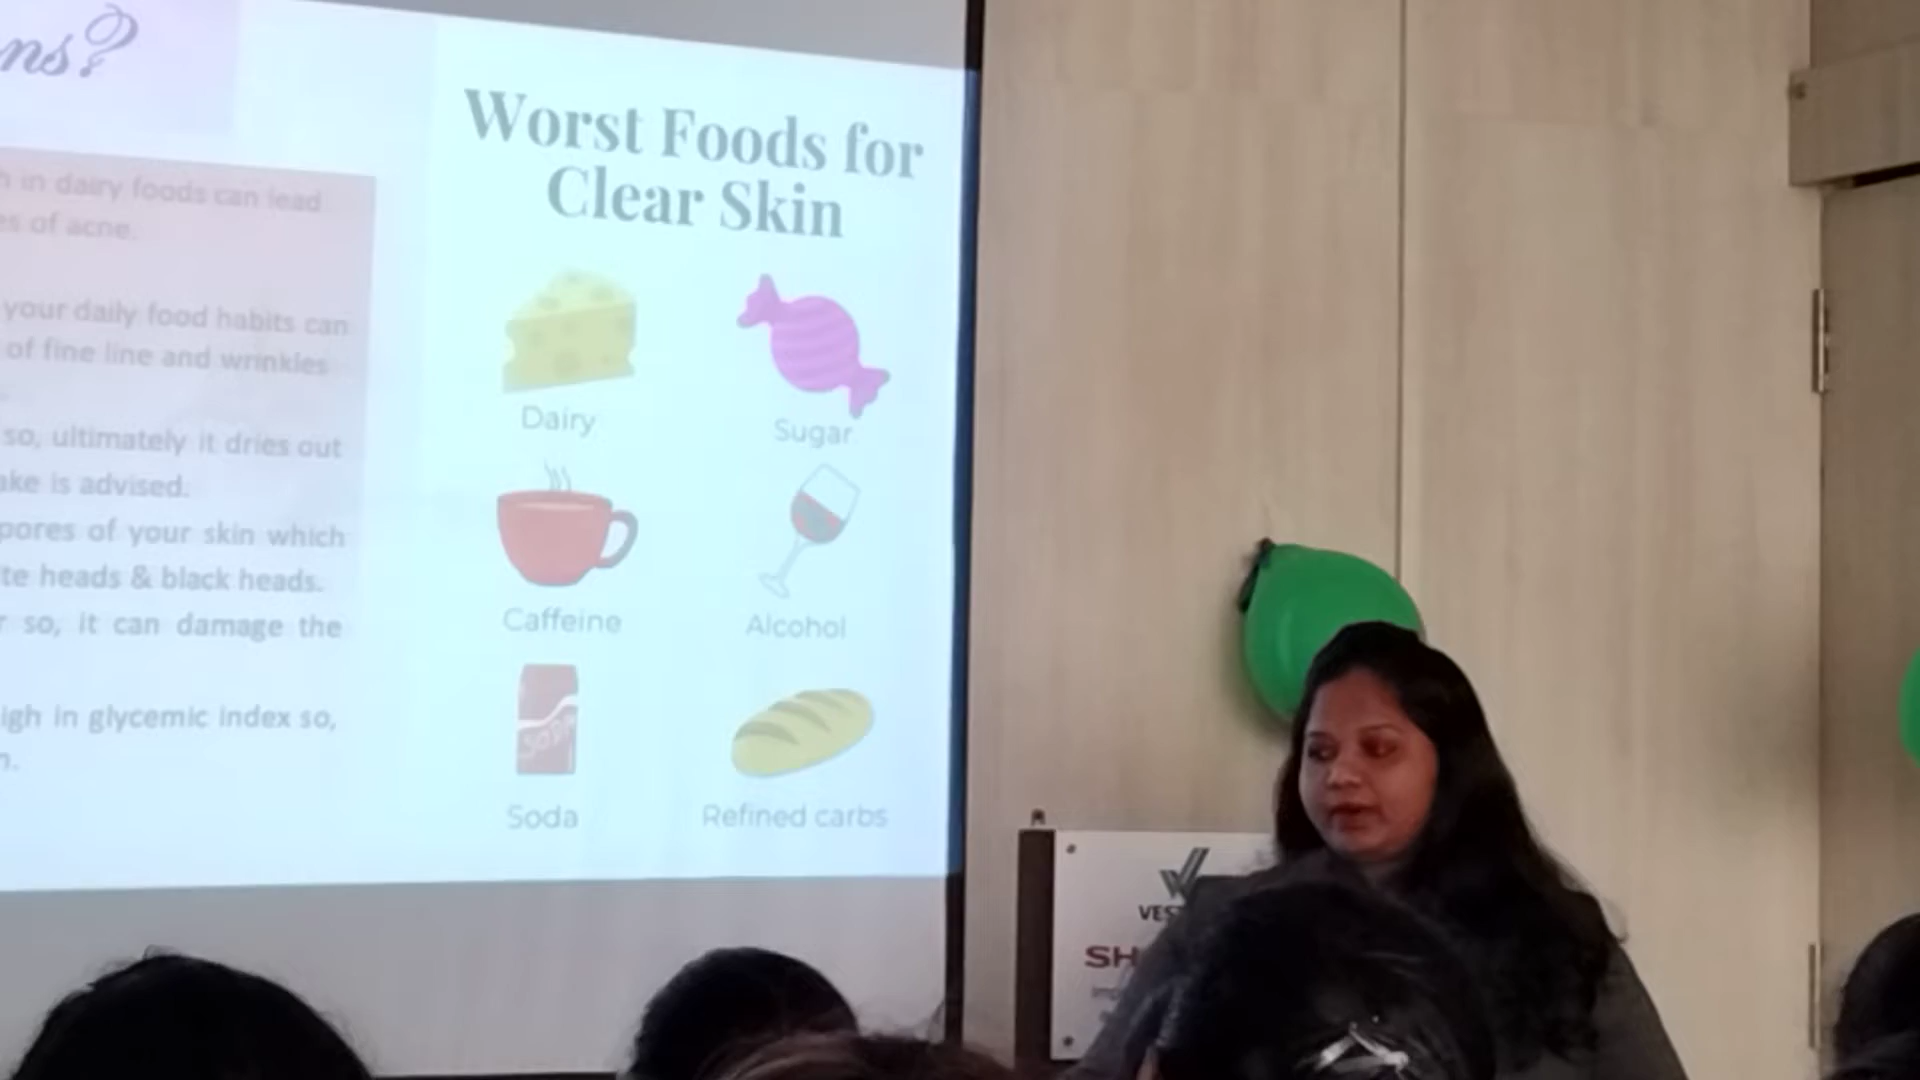 ns?
h in dairy foods can lead
es of acne.
your daily food habits can
of fine line and wrinkles
so, ultimately it dries out
ake is advised.
pores of your skin which
te heads & black heads.
r so, it can damage the
igh in glycemic index so,
n.
Worst Foods for
Clear Skin
Dairy
Sugar
Caffeine
Alcohol
SODA
Soda
Refined carbs
VES
SH